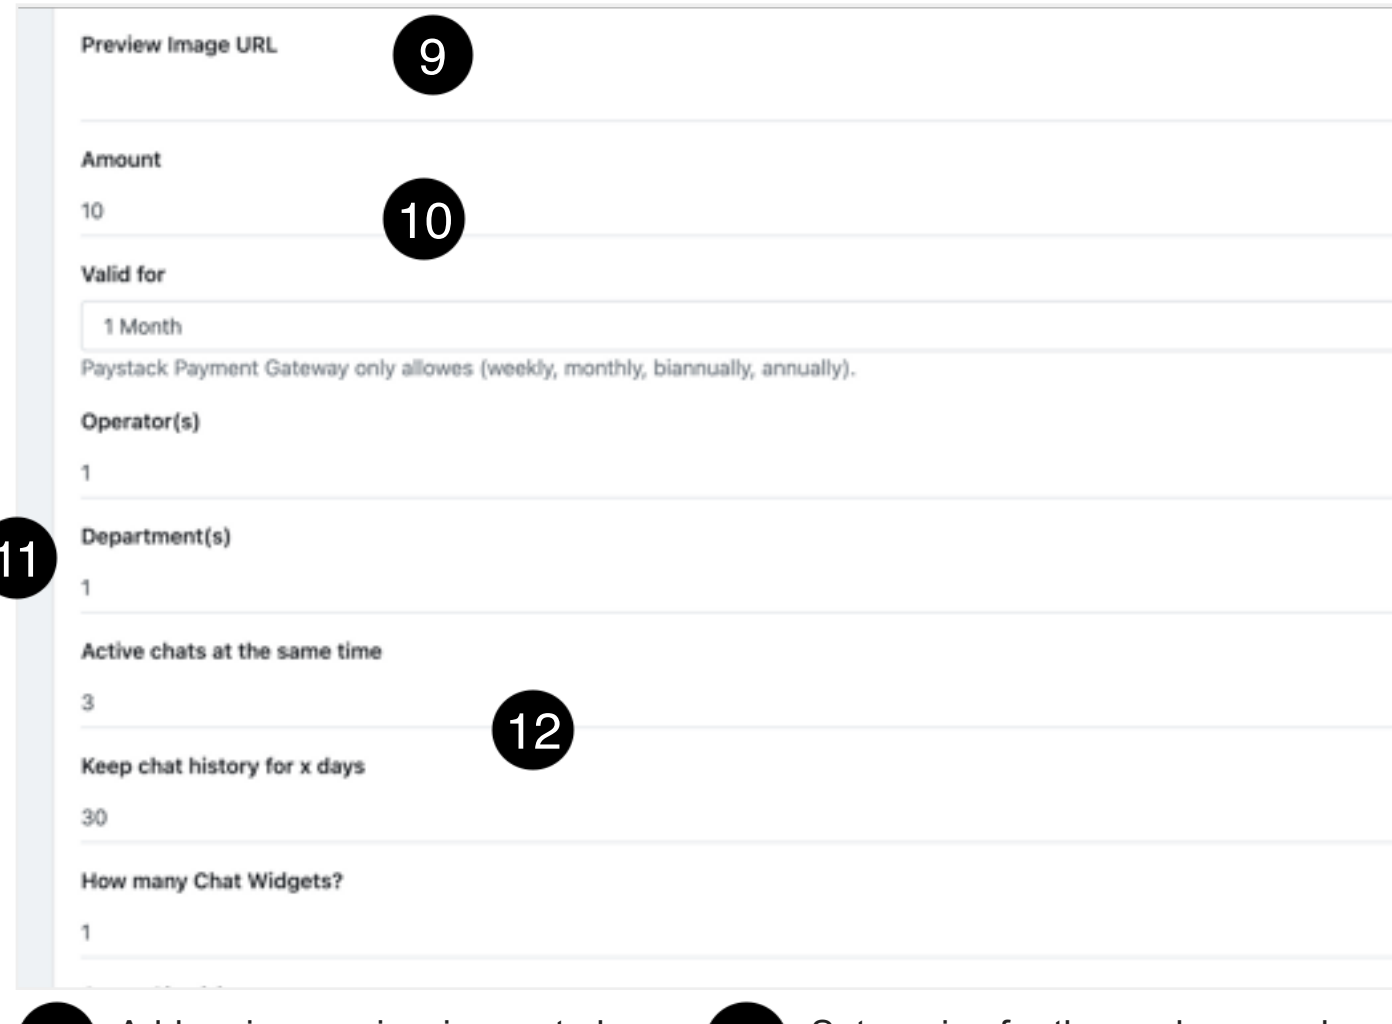 Preview Image URL
9
Amount
10
10
Valid for
1 Month
Paystack Payment Gateway only allowes (weekly, monthly, biannually, annually).
Operator(s)
1
Department(s)
11
1
Active chats at the same time
3
12
Keep chat history for x days
30
How many Chat Widgets?
1